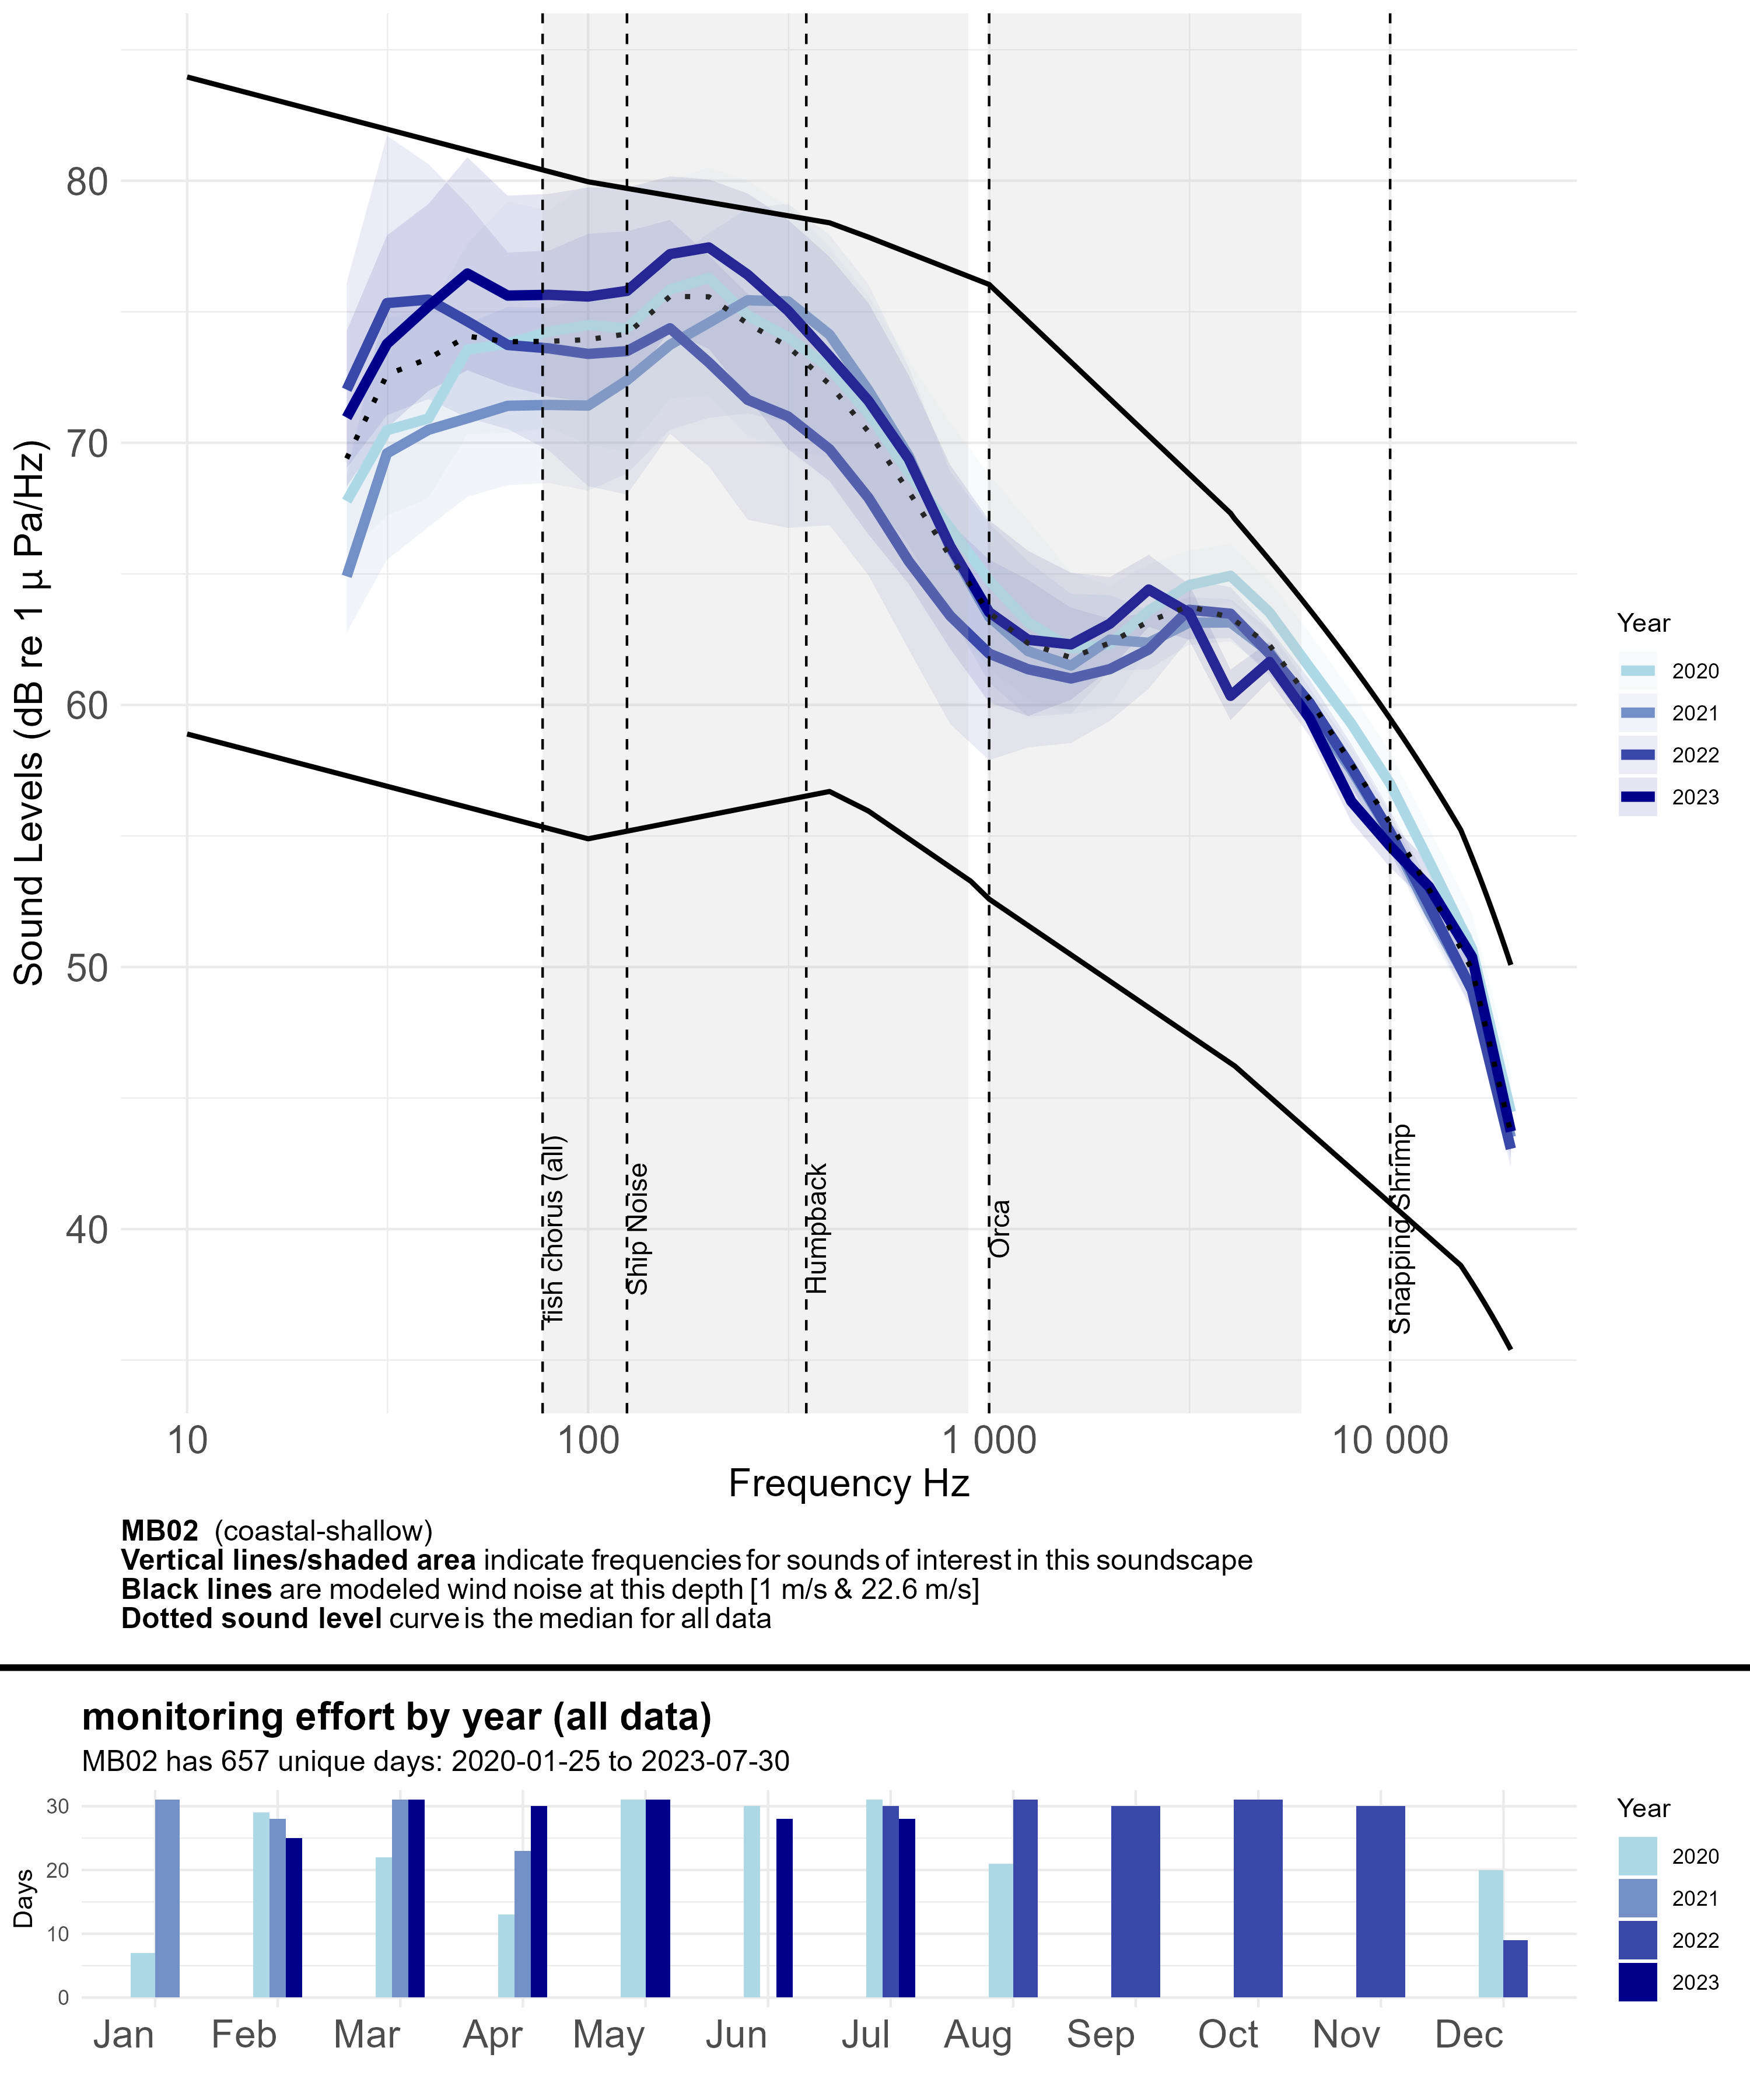 80
70
60
50
40
Sound Levels (dB re 1 µ Pa/Hz)
fish chorus (all)
Ship Noise
Humpback
Orca
Snapping Shrimp
10
100
1 000
10 000
Frequency Hz
Year
2020
2021
2022
2023
MB02 (coastal-shallow)
Vertical lines/shaded area indicate frequencies for sounds of interest in this soundscape
Black lines are modeled wind noise at this depth [1 m/s & 22.6 m/s]
Dotted sound level curve is the median for all data
monitoring effort by year (all data)
MB02 has 657 unique days: 2020-01-25 to 2023-07-30
30
20
10
0
Days
Jan
Feb
Mar
Apr
May
Jun
Jul
Aug
Sep
Oct
Nov
Dec
Year
2020
2021
2022
2023